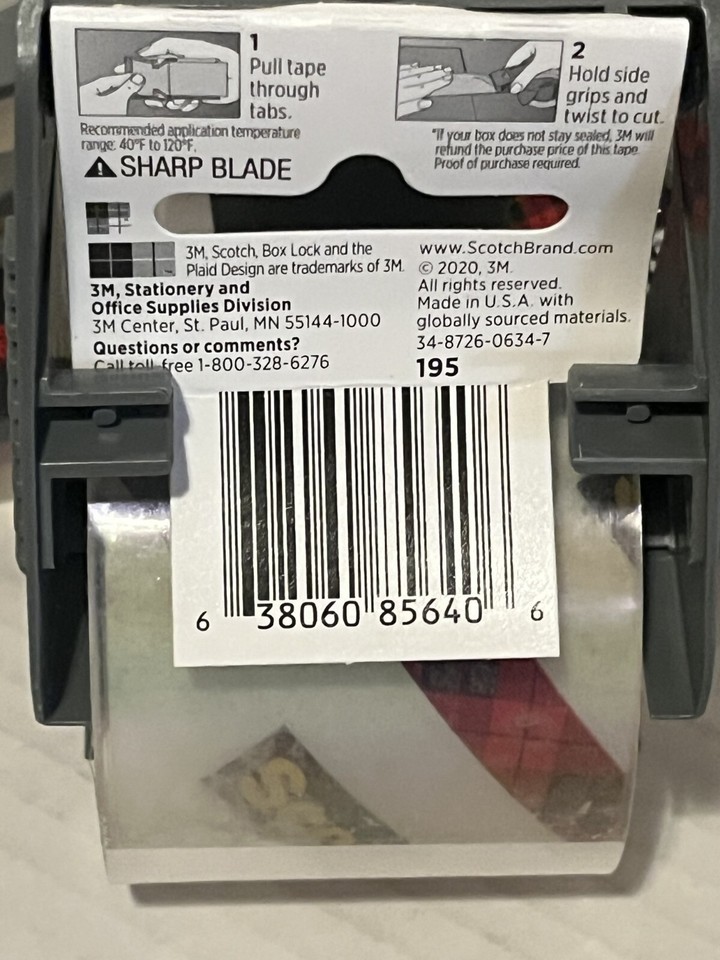 1
Pull tape
through
tabs.
2
Hold side
grips and
twist to cut.
Recommended application temperature
range: 40°F to 120°F.
*If your box does not stay sealed, 3M will
refund the purchase price of this tape.
Proof of purchase required.
⚠ SHARP BLADE
3M, Scotch, Box Lock and the
Plaid Design are trademarks of 3M.
3M, Stationery and
Office Supplies Division
3M Center, St. Paul, MN 55144-1000
Questions or comments?
Call toll-free 1-800-328-6276
www.ScotchBrand.com
© 2020, 3M.
All rights reserved.
Made in U.S.A. with
globally sourced materials.
34-8726-0634-7
195
6 38060 85640 6